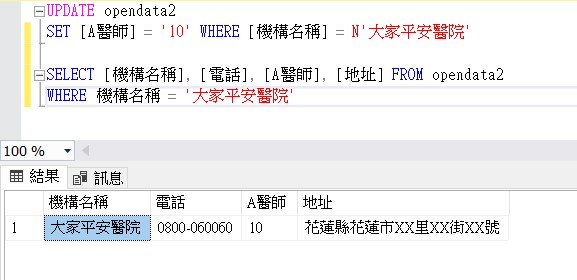 UPDATE opendata2
SET [A醫師] = '10' WHERE [機構名稱] = N'大家平安醫院'
SELECT [機構名稱], [電話], [A醫師], [地址] FROM opendata2
WHERE 機構名稱 = '大家平安醫院'
100 %
結果 訊息
機構名稱 電話 A醫師 地址
1 大家平安醫院 0800-060060 10 花蓮縣花蓮市XX里XX街XX號